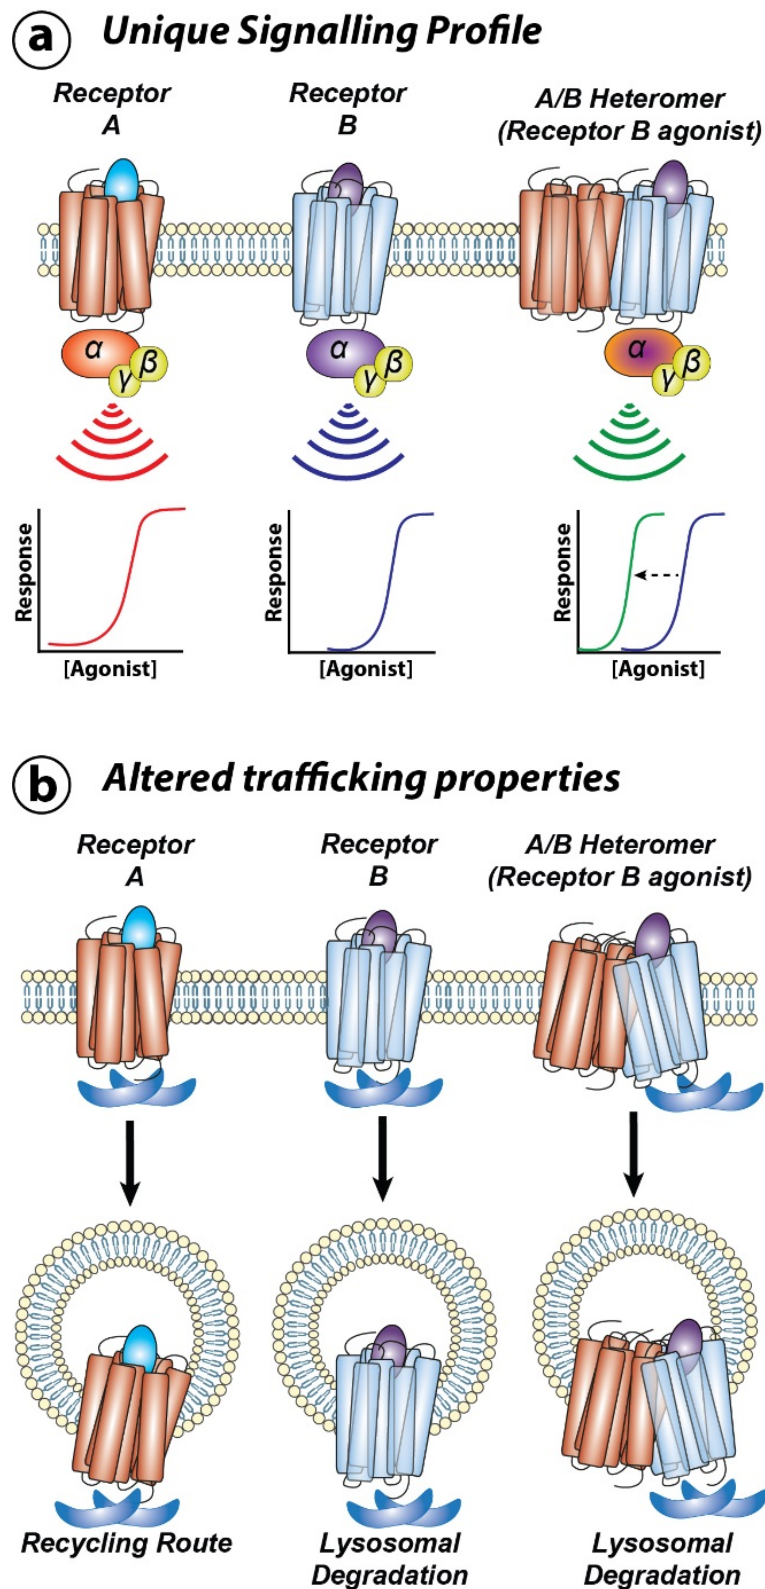 a Unique Signalling Profile
Receptor
A
Receptor
B
A/B Heteromer
(Receptor B agonist)
α
γ
β
α
γ
β
α
γ
β
Response
[Agonist]
Response
[Agonist]
Response
[Agonist]
b Altered trafficking properties
Receptor
A
Receptor
B
A/B Heteromer
(Receptor B agonist)
Recycling Route
Lysosomal
Degradation
Lysosomal
Degradation